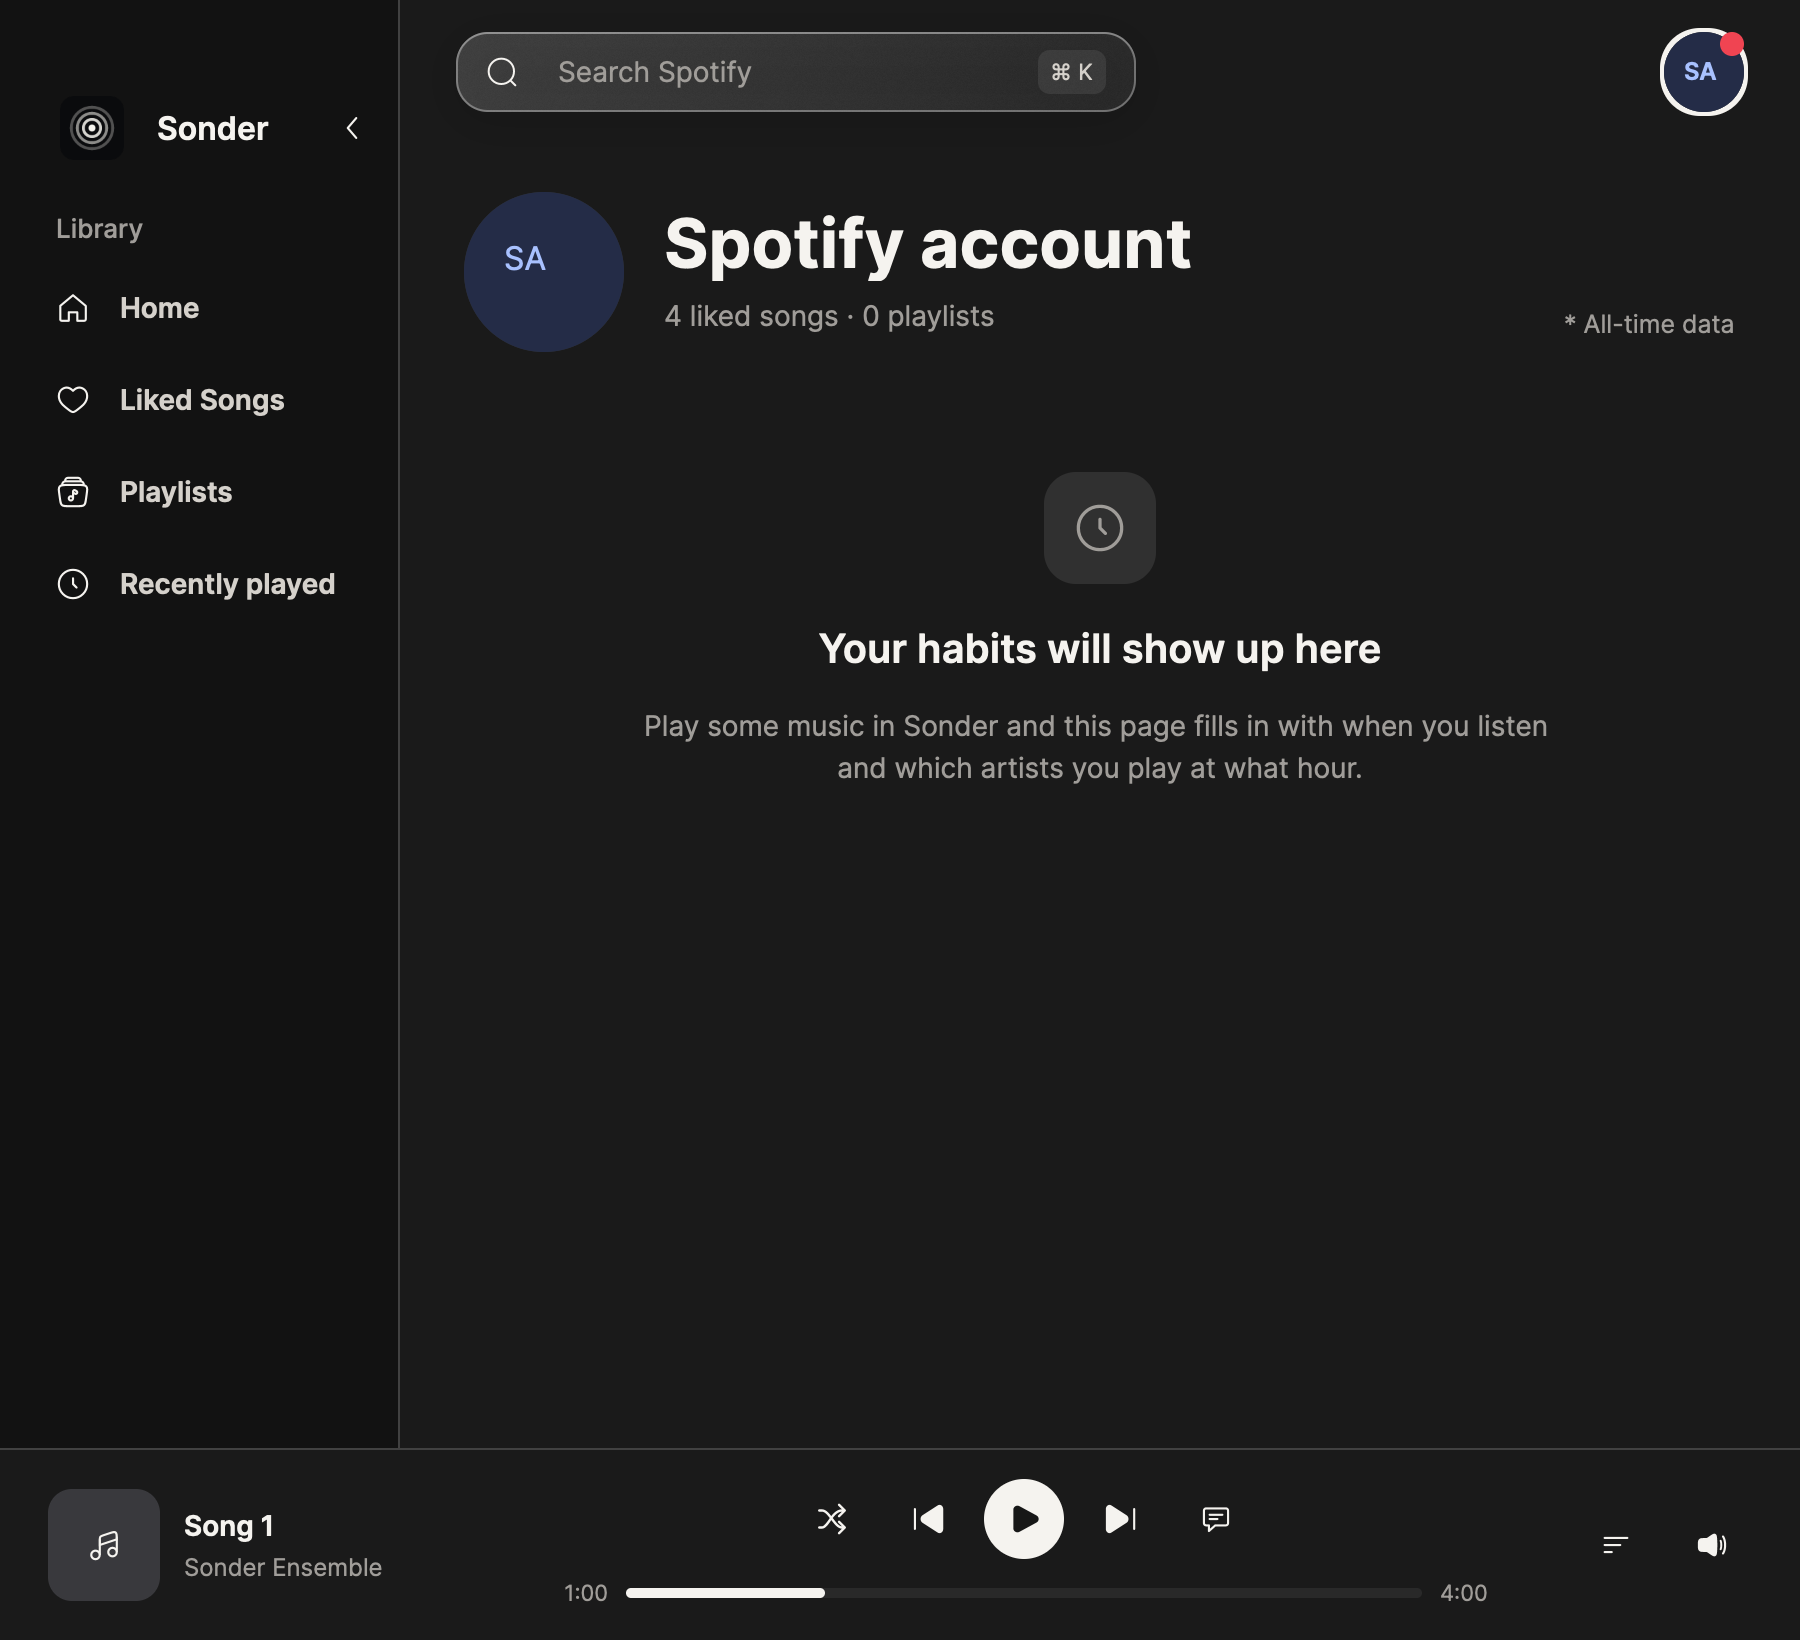 Sonder
Library
Home
Liked Songs
Playlists
Recently played
Search Spotify
⌘ K
SA
SA
Spotify account
4 liked songs · 0 playlists
* All-time data
Your habits will show up here
Play some music in Sonder and this page fills in with when you listen
and which artists you play at what hour.
Song 1
Sonder Ensemble
1:00
4:00